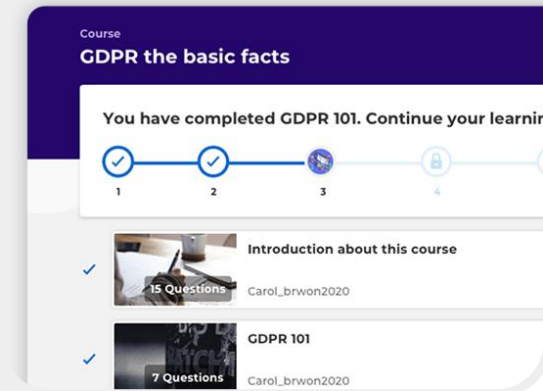 Course
GDPR the basic facts
You have completed GDPR 101. Continue your learnin
1
2
3
4
Introduction about this course
15 Questions
Carol_brwon2020
GDPR 101
7 Questions
Carol_brwon2020